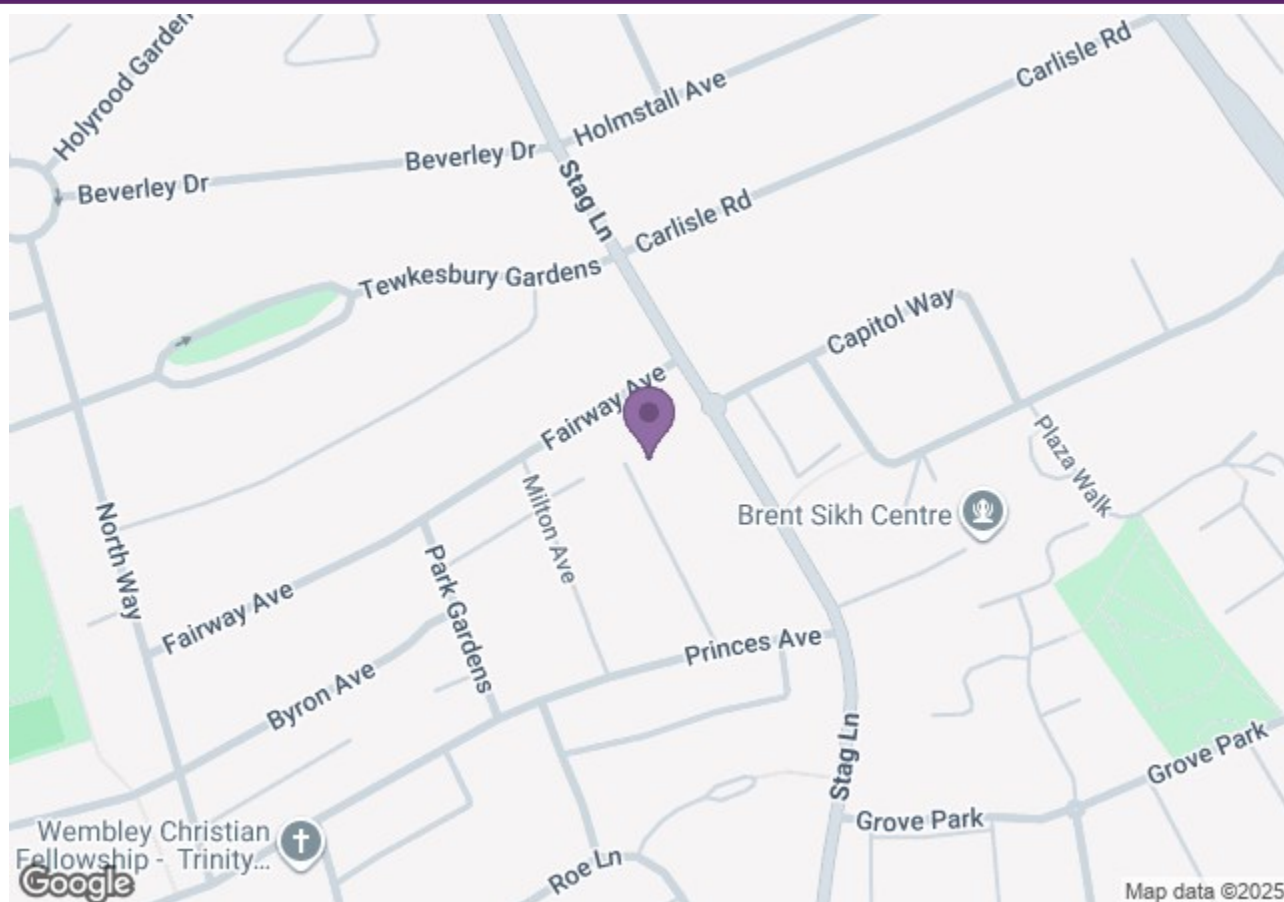 Holyrood Garden
Carlisle Rd
Holmstall Ave
Beverley Dr
Beverley Dr
Stag Ln
Carlisle Rd
Tewkesbury Gardens
Capitol Way
Fairway Ave
Plaza Walk
Milton Ave
Brent Sikh Centre
North Way
Park Gardens
Fairway Ave
Princes Ave
Byron Ave
Stag Ln
Grove Park
Grove Park
Wembley Christian
Fellowship - Trinity...
Roe Ln
Google
Map data ©2025